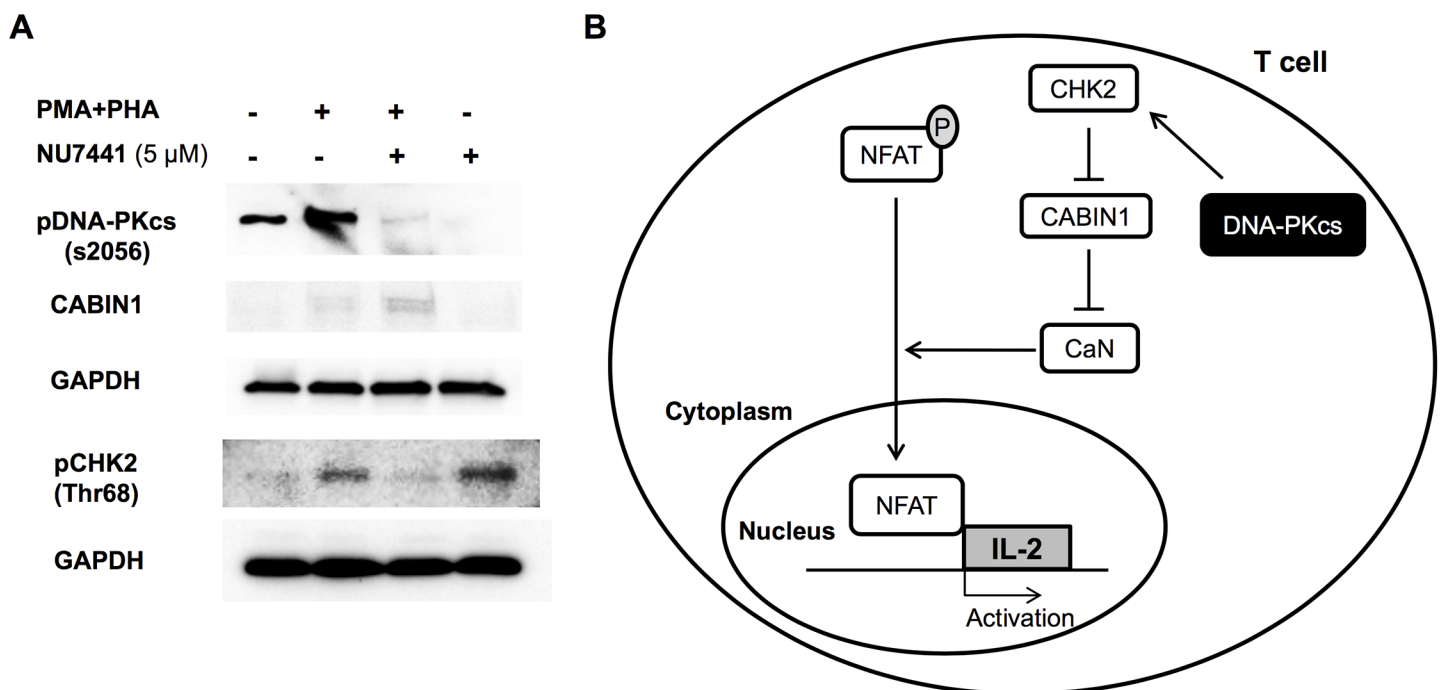 A
PMA+PHA - + + -
NU7441 (5 µM) - - + +
pDNA-PKcs
(s2056)
CABIN1
GAPDH
pCHK2
(Thr68)
GAPDH
B
T cell
CHK2
P
NFAT
CABIN1
DNA-PKcs
CaN
Cytoplasm
NFAT
Nucleus
IL-2
Activation